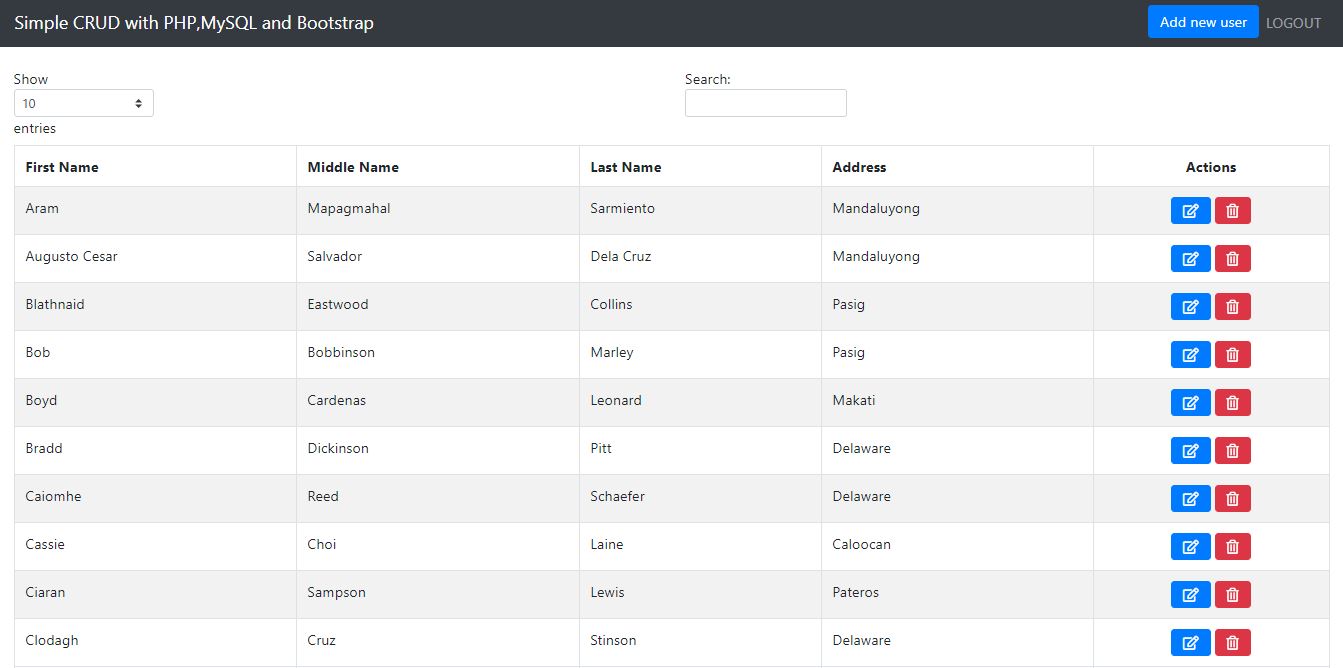 Simple CRUD with PHP,MySQL and Bootstrap Add new user LOGOUT
Show Search:
10
entries
First Name Middle Name Last Name Address Actions
Aram Mapagmahal Sarmiento Mandaluyong
Augusto Cesar Salvador Dela Cruz Mandaluyong
Blathnaid Eastwood Collins Pasig
Bob Bobbinson Marley Pasig
Boyd Cardenas Leonard Makati
Bradd Dickinson Pitt Delaware
Caiomhe Reed Schaefer Delaware
Cassie Choi Laine Caloocan
Ciaran Sampson Lewis Pateros
Clodagh Cruz Stinson Delaware